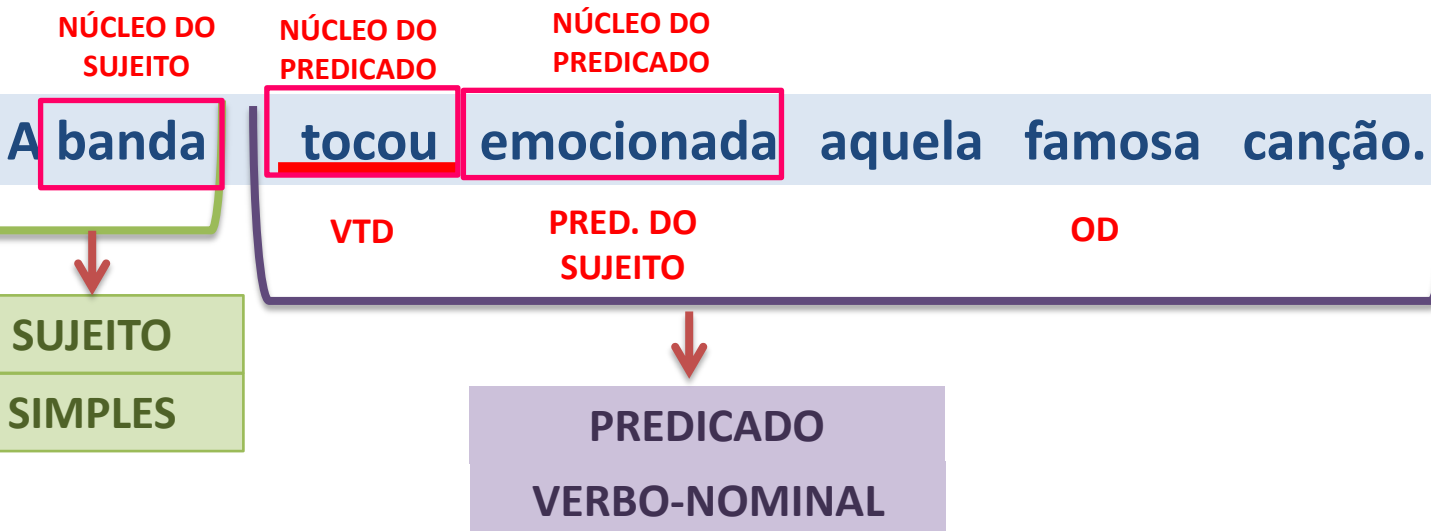 NÚCLEO DO
SUJEITO
NÚCLEO DO
PREDICADO
NÚCLEO DO
PREDICADO
A banda tocou emocionada aquela famosa canção.
VTD
PRED. DO
SUJEITO
OD
SUJEITO
SIMPLES
PREDICADO
VERBO-NOMINAL